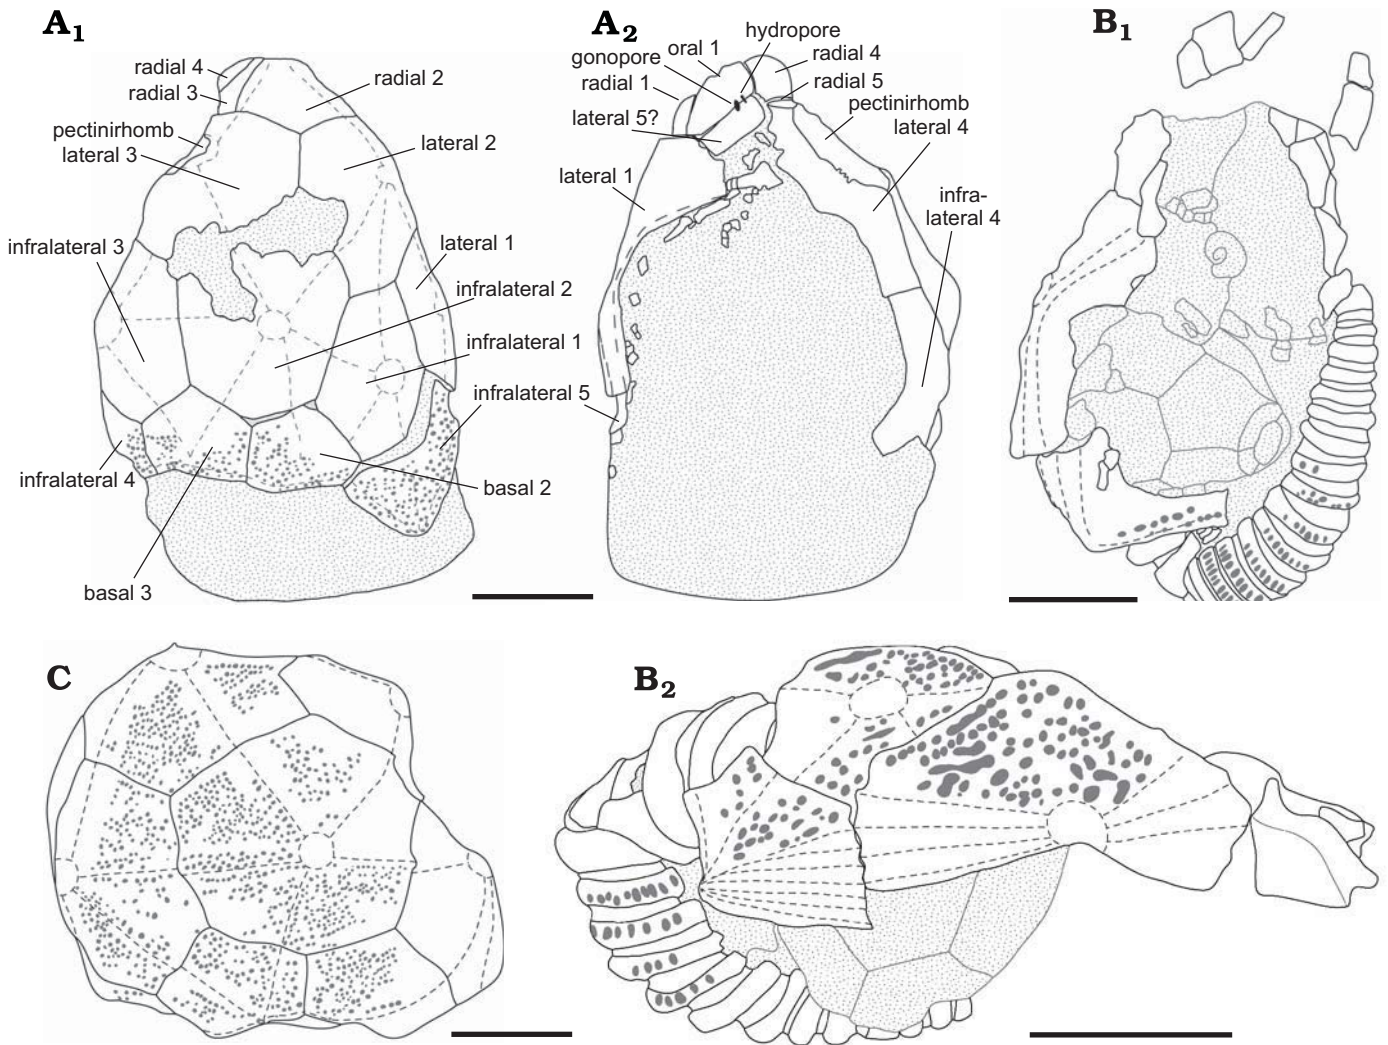 A1
radial 4
radial 3
radial 2
pectinirhomb
lateral 3
lateral 2
infralateral 3
lateral 1
infralateral 2
infralateral 1
infralateral 5
infralateral 4
basal 2
basal 3
A2
hydropore
oral 1
gonopore
radial 4
radial 1
radial 5
pectinirhomb
lateral 5?
lateral 4
lateral 1
infra-
lateral 4
B1
C
B2